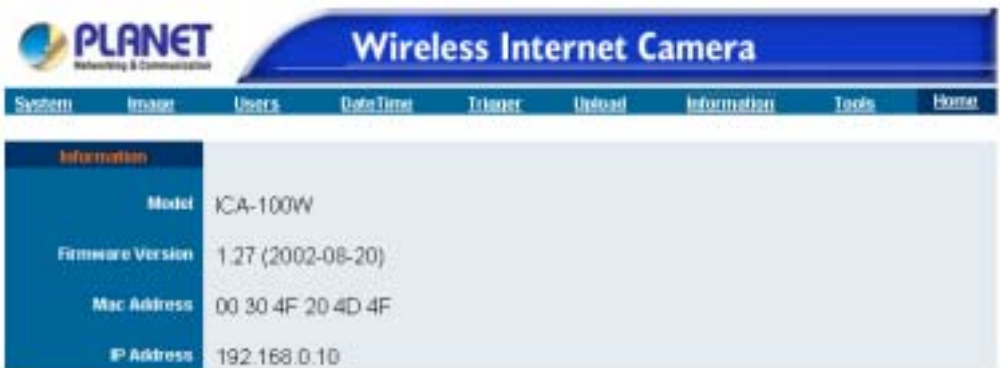 PLANET
Networking & Communication
Wireless Internet Camera
System Image Users DateTime Trigger Upload Information Tools Home
Information
Model ICA-100W
Firmware Version 1.27 (2002-08-20)
Mac Address 00 30 4F 20 4D 4F
IP Address 192.168.0.10